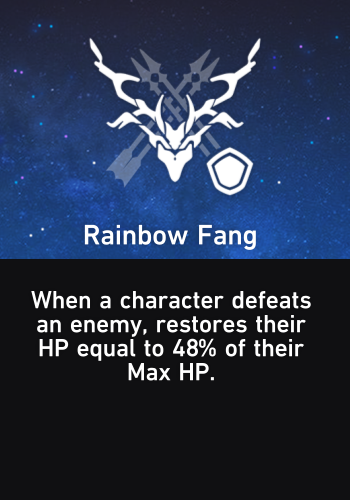 Rainbow Fang
When a character defeats
an enemy, restores their
HP equal to 48% of their
Max HP.